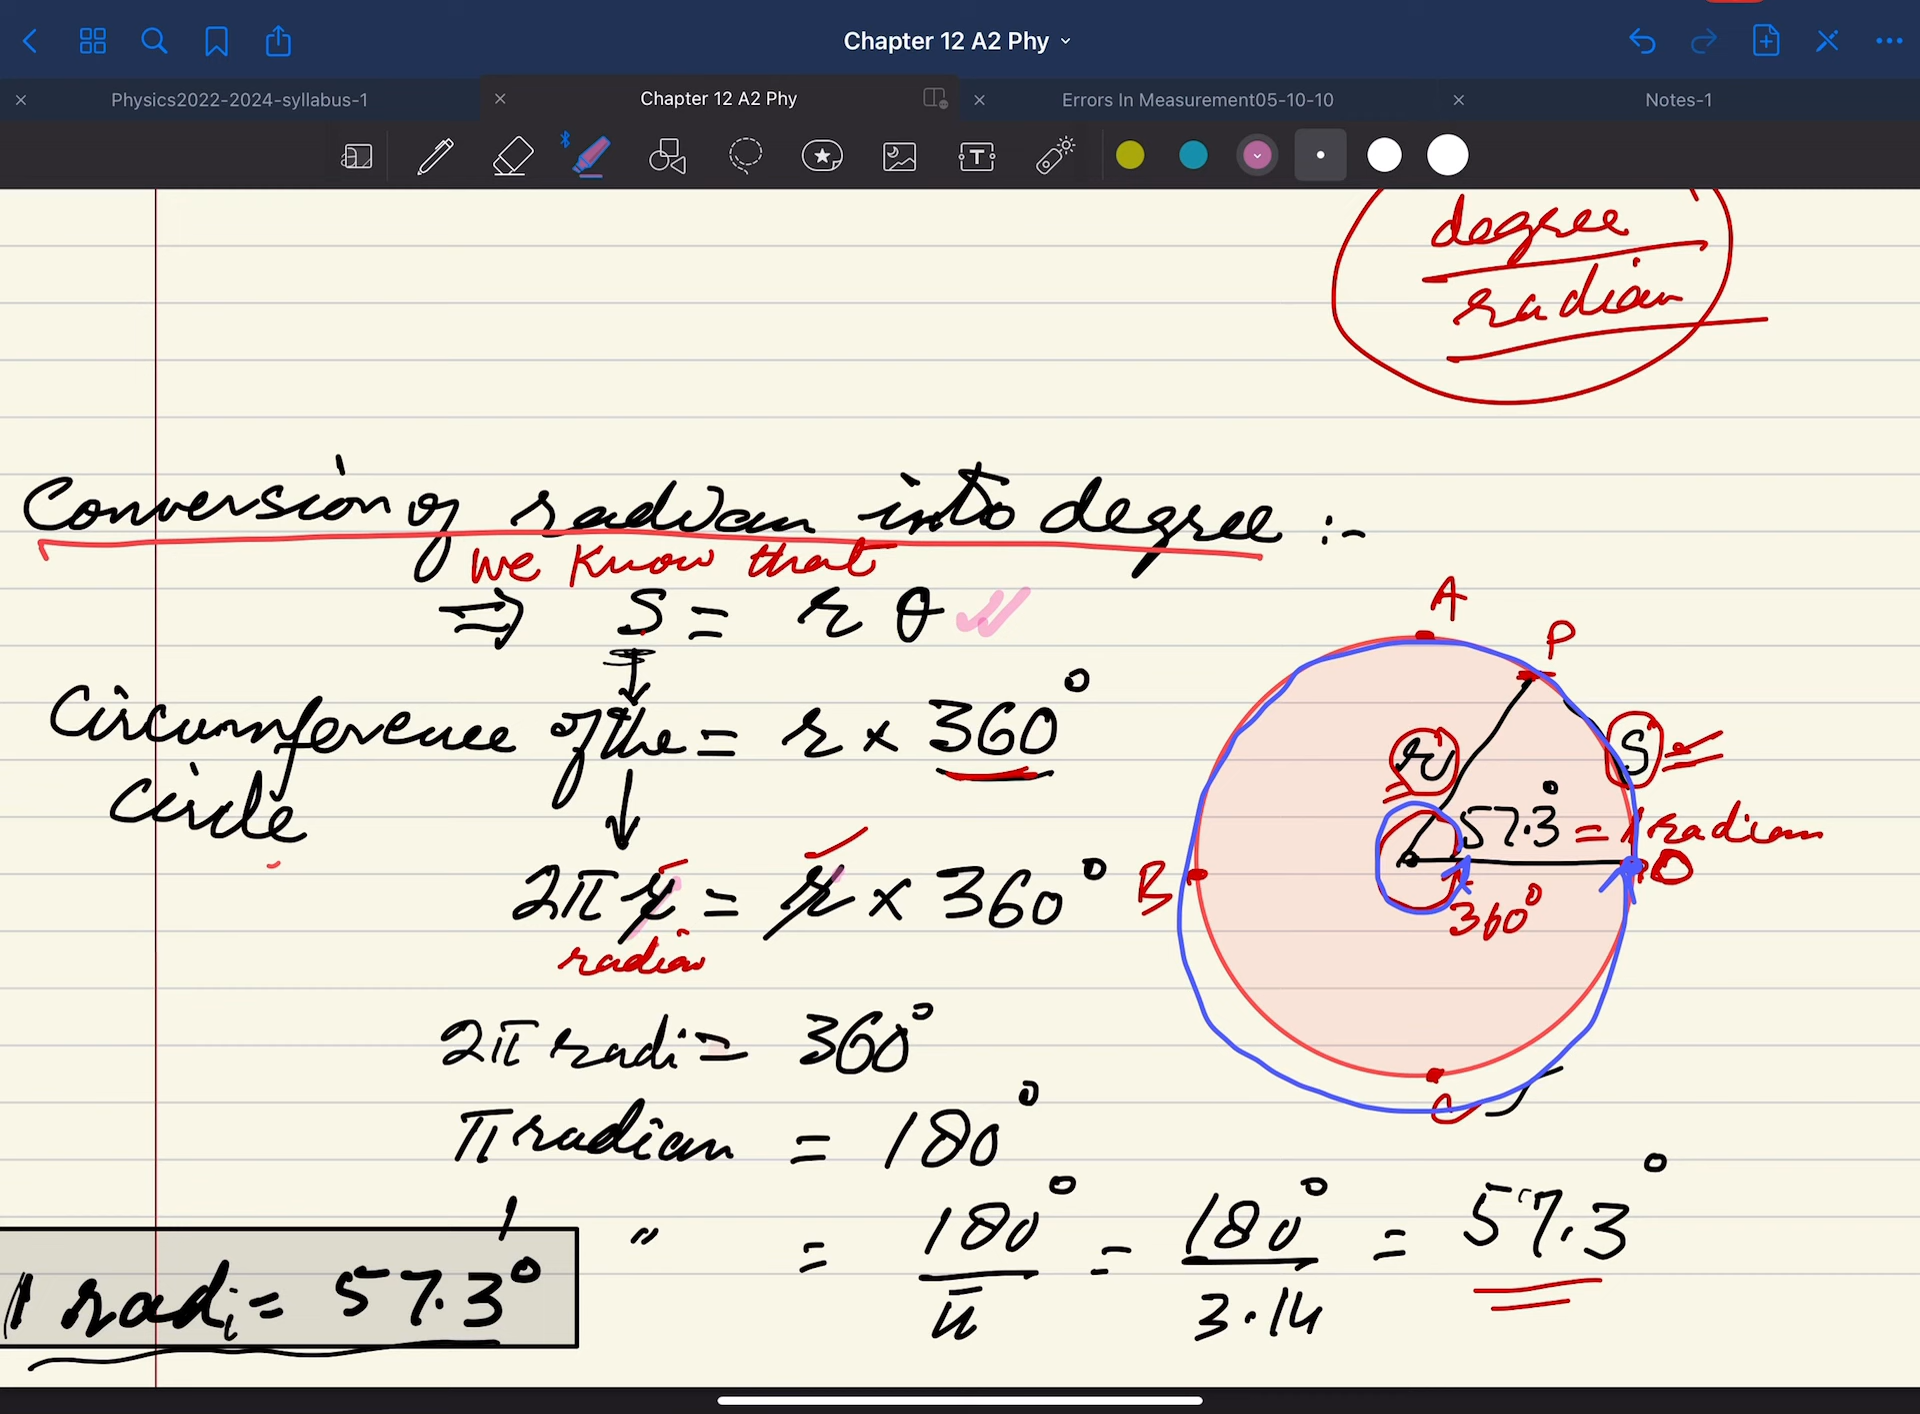 Chapter 12 A2 Phy
Physics2022-2024-syllabus-1
Chapter 12 A2 Phy
Errors In Measurement05-10-10
Notes-1
degree
radian
Conversion of radian into degree :-
we know that
⇒ S = r θ
Circumference of the = r × 360°
circle
2π r = r × 360°
radian
2π radi = 360°
π radian = 180°
1 〃 = 180° / π = 180° / 3.14 = 57.3°
1 radi = 57.3°
A
P
r
S
57.3° = 1 radian
B
O
360°
C